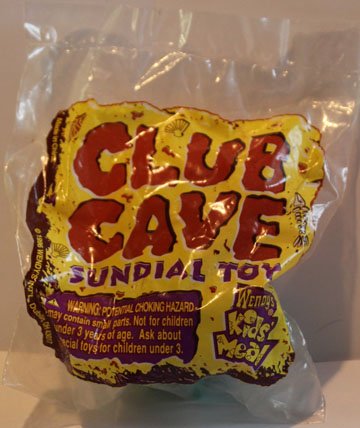 CLUB
CAVE
SUNDIAL TOY
WARNING: POTENTIAL CHOKING HAZARD
may contain small parts. Not for children
under 3 years of age. Ask about
cial toys for children under 3.
WENDY'S
Kids'
Meal